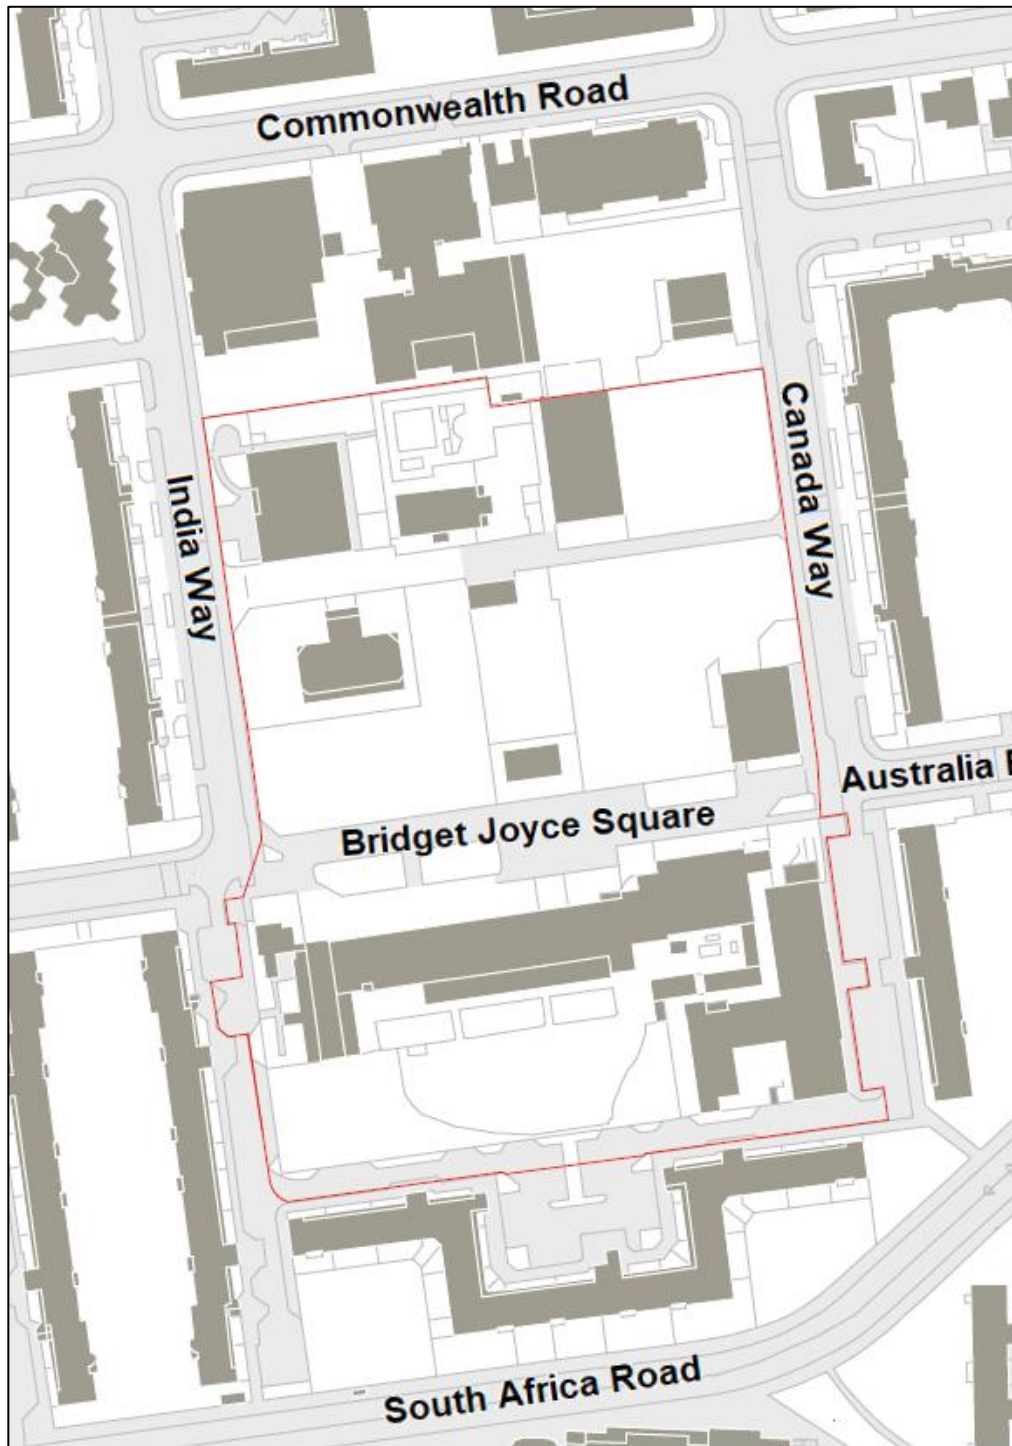 Commonwealth Road
India Way
Canada Way
Australia
Bridget Joyce Square
South Africa Road